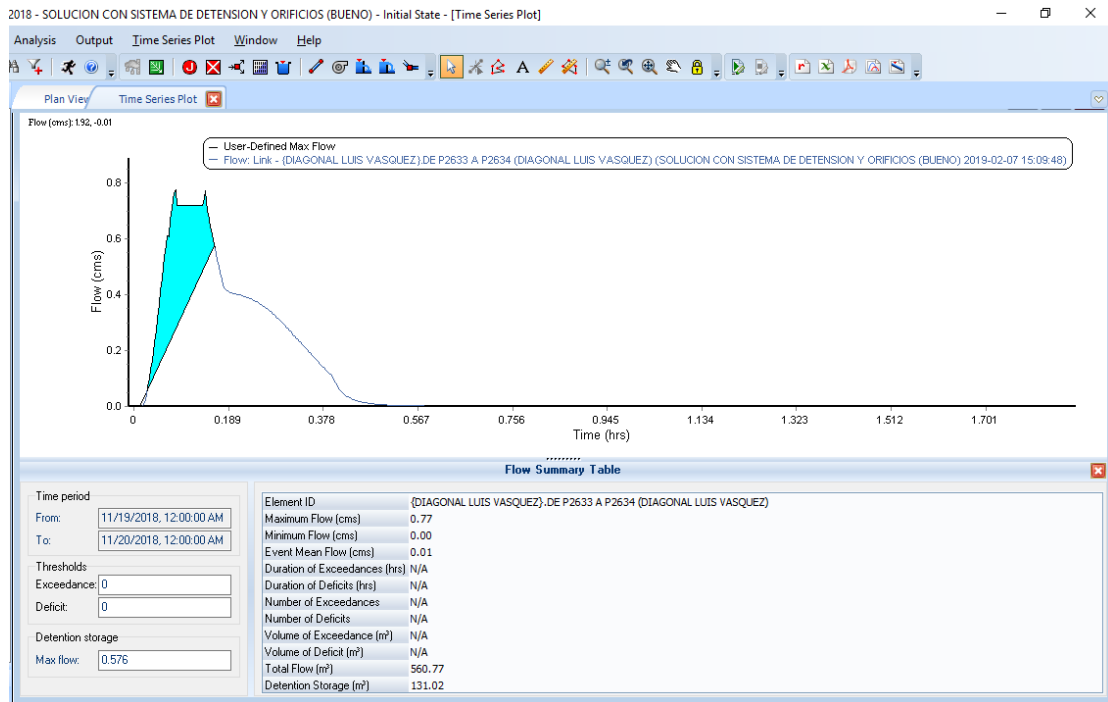 2018 - SOLUCION CON SISTEMA DE DETENSION Y ORIFICIOS (BUENO) - Initial State - [Time Series Plot]
Analysis Output Time Series Plot Window Help
Plan View Time Series Plot
Flow (cms): 1.92, -0.01
User-Defined Max Flow
Flow: Link - {DIAGONAL LUIS VASQUEZ}.DE P2633 A P2634 (DIAGONAL LUIS VASQUEZ) (SOLUCION CON SISTEMA DE DETENSION Y ORIFICIOS (BUENO) 2019-02-07 15:09:48)
0.8
0.6
0.4
0.2
0.0
Flow (cms)
0 0.189 0.378 0.567 0.756 0.945 1.134 1.323 1.512 1.701
Time (hrs)
Flow Summary Table
Time period
From: 11/19/2018, 12:00:00 AM
To: 11/20/2018, 12:00:00 AM
Thresholds
Exceedance: 0
Deficit: 0
Detention storage
Max flow: 0.576
Element ID {DIAGONAL LUIS VASQUEZ}.DE P2633 A P2634 (DIAGONAL LUIS VASQUEZ)
Maximum Flow (cms) 0.77
Minimum Flow (cms) 0.00
Event Mean Flow (cms) 0.01
Duration of Exceedances (hrs) N/A
Duration of Deficits (hrs) N/A
Number of Exceedances N/A
Number of Deficits N/A
Volume of Exceedance (m³) N/A
Volume of Deficit (m³) N/A
Total Flow (m³) 560.77
Detention Storage (m³) 131.02